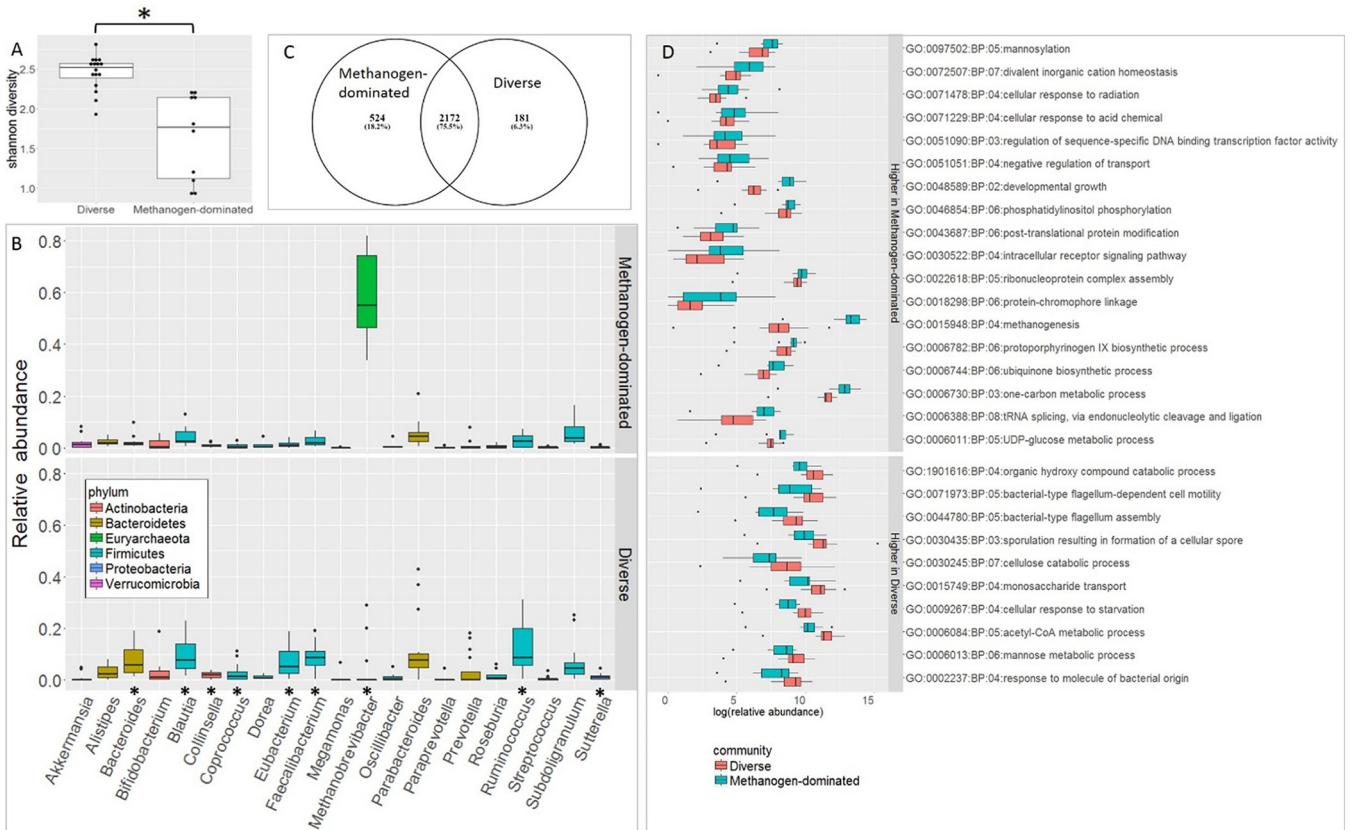 A
*
shannon diversity
2.5
2.0
1.5
1.0
Diverse
Methanogen-dominated
C
Methanogen-
dominated
Diverse
524
(18.2%)
2172
(75.5%)
181
(6.3%)
B
Relative abundance
0.8
0.6
0.4
0.2
0.0
Methanogen-dominated
0.8
0.6
0.4
0.2
0.0
Diverse
phylum
Actinobacteria
Bacteroidetes
Euryarchaeota
Firmicutes
Proteobacteria
Verrucomicrobia
* * * * * * * * *
Akkermansia
Alistipes
Bacteroides
Bifidobacterium
Blautia
Collinsella
Coprococcus
Dorea
Eubacterium
Faecalibacterium
Megamonas
Methanobrevibacter
Oscillibacter
Parabacteroides
Paraprevotella
Prevotella
Roseburia
Ruminococcus
Streptococcus
Subdoligranulum
Sutterella
D
Higher in Methanogen-dominated
GO:0097502:BP:05:mannosylation
GO:0072507:BP:07:divalent inorganic cation homeostasis
GO:0071478:BP:04:cellular response to radiation
GO:0071229:BP:04:cellular response to acid chemical
GO:0051090:BP:03:regulation of sequence-specific DNA binding transcription factor activity
GO:0051051:BP:04:negative regulation of transport
GO:0048589:BP:02:developmental growth
GO:0046854:BP:06:phosphatidylinositol phosphorylation
GO:0043687:BP:06:post-translational protein modification
GO:0030522:BP:04:intracellular receptor signaling pathway
GO:0022618:BP:05:ribonucleoprotein complex assembly
GO:0018298:BP:06:protein-chromophore linkage
GO:0015948:BP:04:methanogenesis
GO:0006782:BP:06:protoporphyrinogen IX biosynthetic process
GO:0006744:BP:06:ubiquinone biosynthetic process
GO:0006730:BP:03:one-carbon metabolic process
GO:0006388:BP:08:tRNA splicing, via endonucleolytic cleavage and ligation
GO:0006011:BP:05:UDP-glucose metabolic process
Higher in Diverse
GO:1901616:BP:04:organic hydroxy compound catabolic process
GO:0071973:BP:05:bacterial-type flagellum-dependent cell motility
GO:0044780:BP:05:bacterial-type flagellum assembly
GO:0030435:BP:03:sporulation resulting in formation of a cellular spore
GO:0030245:BP:07:cellulose catabolic process
GO:0015749:BP:04:monosaccharide transport
GO:0009267:BP:04:cellular response to starvation
GO:0006084:BP:05:acetyl-CoA metabolic process
GO:0006013:BP:06:mannose metabolic process
GO:0002237:BP:04:response to molecule of bacterial origin
0 5 10 15
log(relative abundance)
community
Diverse
Methanogen-dominated